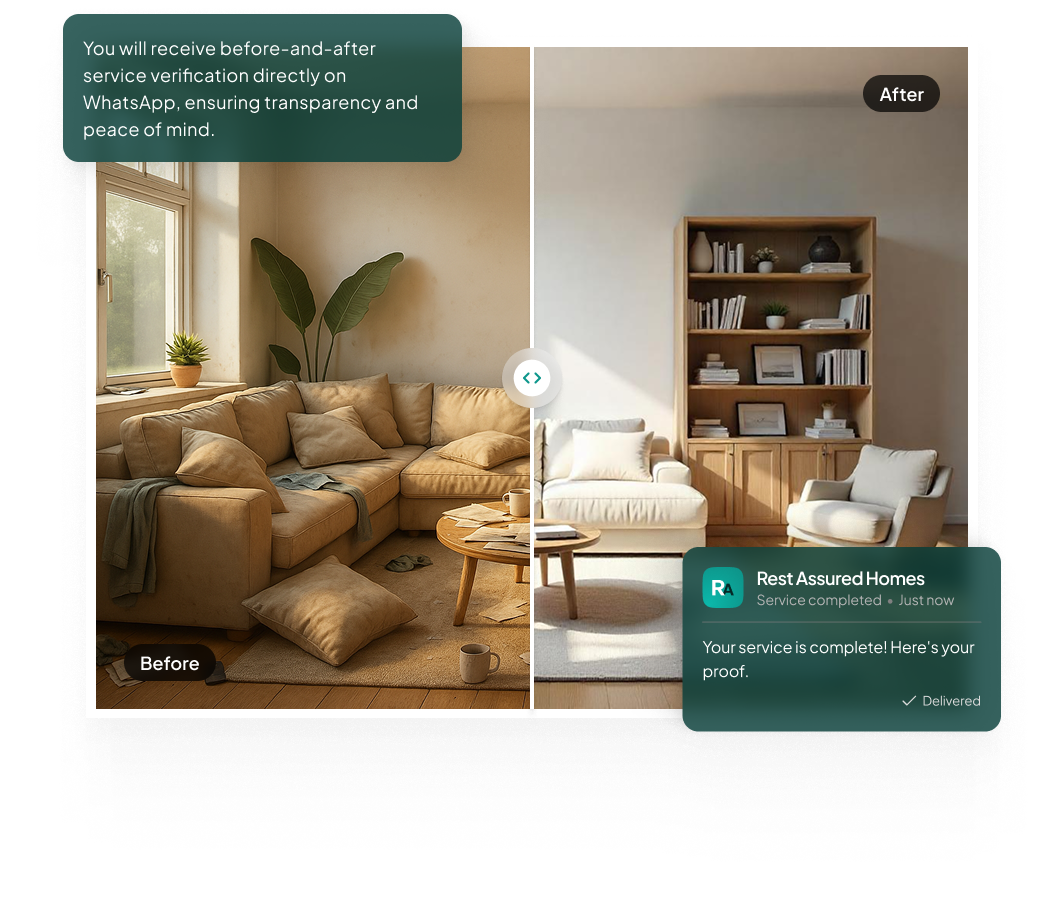 You will receive before-and-after
service verification directly on
WhatsApp, ensuring transparency and
peace of mind.
After
Before
RA
Rest Assured Homes
Service completed • Just now
Your service is complete! Here's your
proof.
Delivered